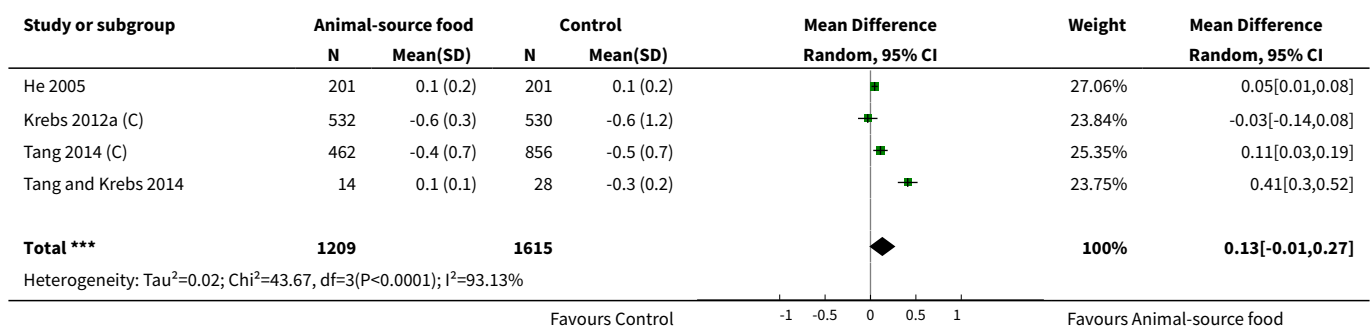 Study or subgroup Animal-source food Control Mean Difference Weight Mean Difference
N Mean(SD) N Mean(SD) Random, 95% CI Random, 95% CI
He 2005 201 0.1 (0.2) 201 0.1 (0.2) 27.06% 0.05[0.01,0.08]
Krebs 2012a (C) 532 -0.6 (0.3) 530 -0.6 (1.2) 23.84% -0.03[-0.14,0.08]
Tang 2014 (C) 462 -0.4 (0.7) 856 -0.5 (0.7) 25.35% 0.11[0.03,0.19]
Tang and Krebs 2014 14 0.1 (0.1) 28 -0.3 (0.2) 23.75% 0.41[0.3,0.52]
Total *** 1209 1615 100% 0.13[-0.01,0.27]
Heterogeneity: Tau²=0.02; Chi²=43.67, df=3(P<0.0001); I²=93.13%
Favours Control -1 -0.5 0 0.5 1 Favours Animal-source food